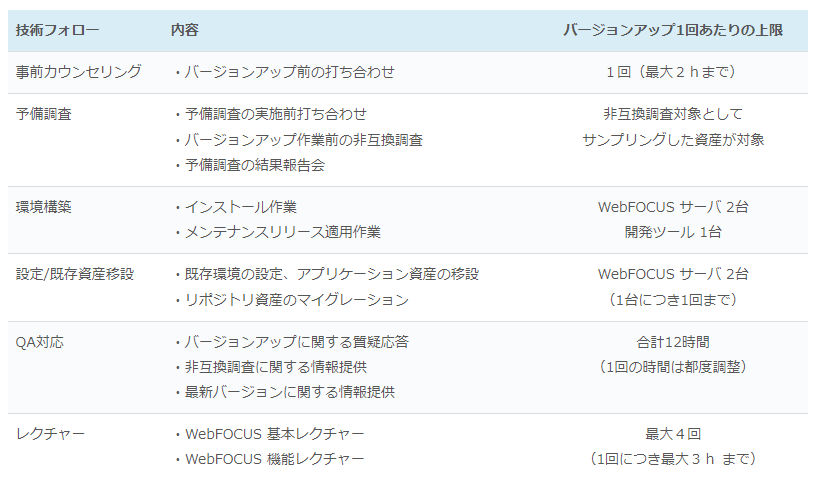 技術フォロー 内容 バージョンアップ1回あたりの上限
事前カウンセリング ・バージョンアップ前の打ち合わせ １回（最大２ｈまで）
予備調査 ・予備調査の実施前打ち合わせ 非互換調査対象として
・バージョンアップ作業前の非互換調査 サンプリングした資産が対象
・予備調査の結果報告会
環境構築 ・インストール作業 WebFOCUS サーバ 2台
・メンテナンスリリース適用作業 開発ツール 1台
設定/既存資産移設 ・既存環境の設定、アプリケーション資産の移設 WebFOCUS サーバ 2台
・リポジトリ資産のマイグレーション （1台につき1回まで）
QA対応 ・バージョンアップに関する質疑応答 合計12時間
・非互換調査に関する情報提供 （1回の時間は都度調整）
・最新バージョンに関する情報提供
レクチャー ・WebFOCUS 基本レクチャー 最大４回
・WebFOCUS 機能レクチャー （1回につき最大３ｈ まで）